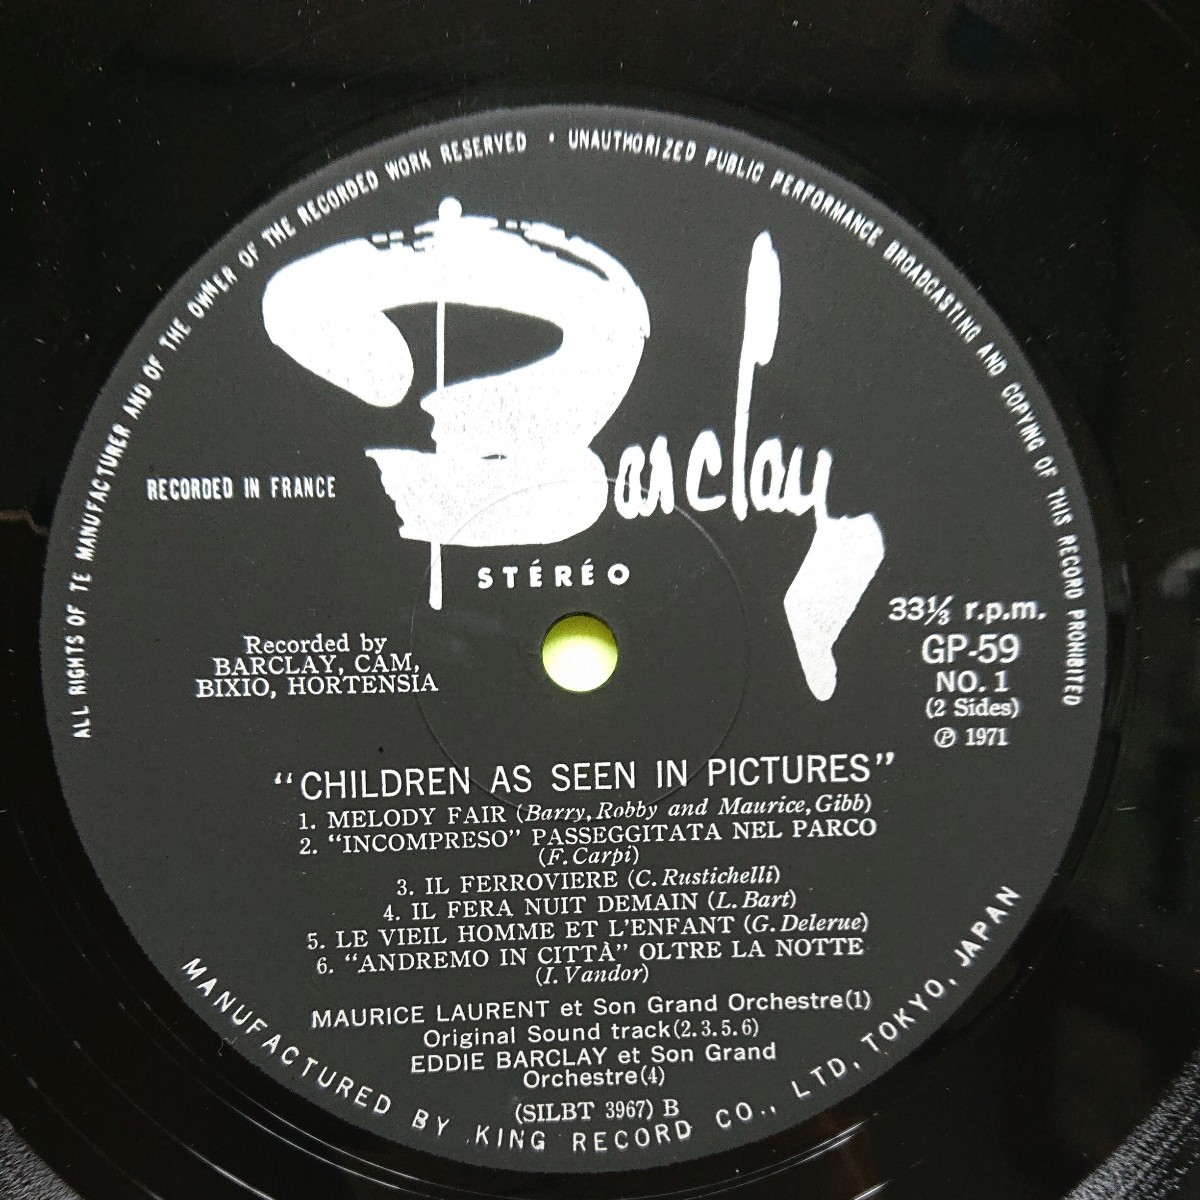 ALL RIGHTS OF TE MANUFACTURER AND OF THE OWNER OF THE RECORDED WORK RESERVED • UNAUTHORIZED PUBLIC PERFORMANCE BROADCASTING AND COPYING OF THIS RECORD PROHIBITED
Barclay
RECORDED IN FRANCE
STÉRÉO
33⅓ r.p.m.
GP-59
NO. 1
(2 Sides)
℗ 1971
Recorded by
BARCLAY, CAM,
BIXIO, HORTENSIA
"CHILDREN AS SEEN IN PICTURES"
1. MELODY FAIR (Barry, Robby and Maurice, Gibb)
2. "INCOMPRESO" PASSEGGITATA NEL PARCO
(F. Carpi)
3. IL FERROVIERE (C. Rustichelli)
4. IL FERA NUIT DEMAIN (L. Bart)
5. LE VIEIL HOMME ET L'ENFANT (G. Delerue)
6. "ANDREMO IN CITTÀ" OLTRE LA NOTTE
(I. Vandor)
MAURICE LAURENT et Son Grand Orchestre(1)
Original Sound track(2.3.5.6)
EDDIE BARCLAY et Son Grand
Orchestre(4)
(SILBT 3967) B
MANUFACTURED BY KING RECORD CO., LTD, TOKYO, JAPAN